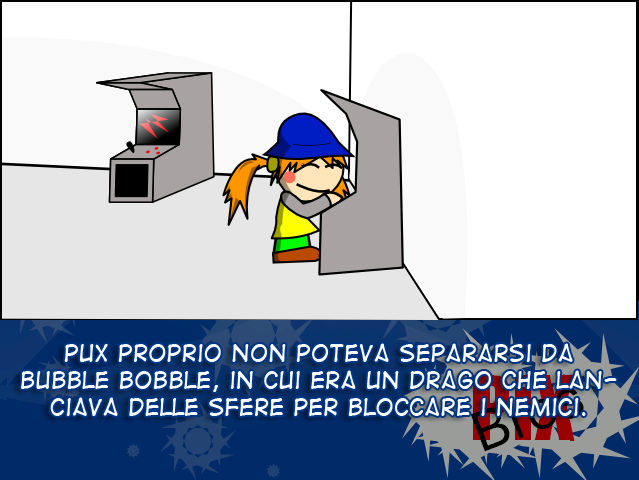 PUX PROPRIO NON POTEVA SEPARARSI DA
BUBBLE BOBBLE, IN CUI ERA UN DRAGO CHE LAN-
CIAVA DELLE SFERE PER BLOCCARE I NEMICI.